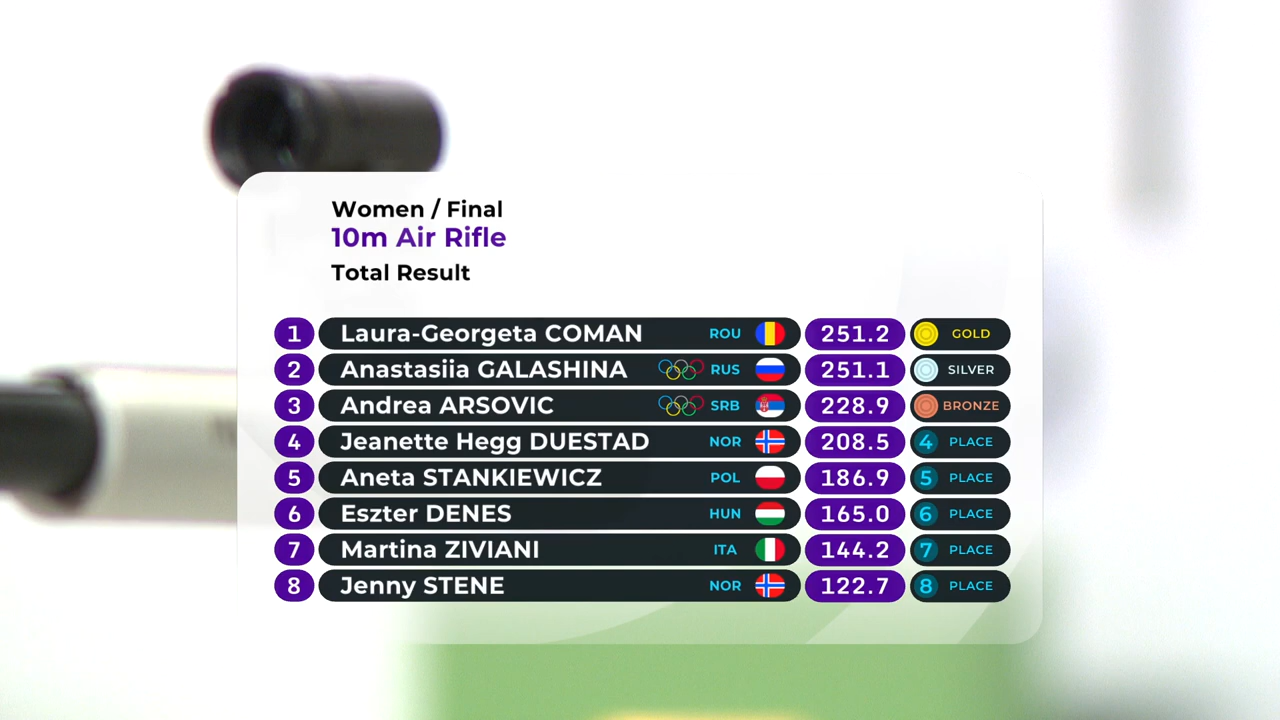 Women / Final
10m Air Rifle
Total Result
1 Laura-Georgeta COMAN ROU 251.2 GOLD
2 Anastasiia GALASHINA RUS 251.1 SILVER
3 Andrea ARSOVIC SRB 228.9 BRONZE
4 Jeanette Hegg DUESTAD NOR 208.5 4 PLACE
5 Aneta STANKIEWICZ POL 186.9 5 PLACE
6 Eszter DENES HUN 165.0 6 PLACE
7 Martina ZIVIANI ITA 144.2 7 PLACE
8 Jenny STENE NOR 122.7 8 PLACE